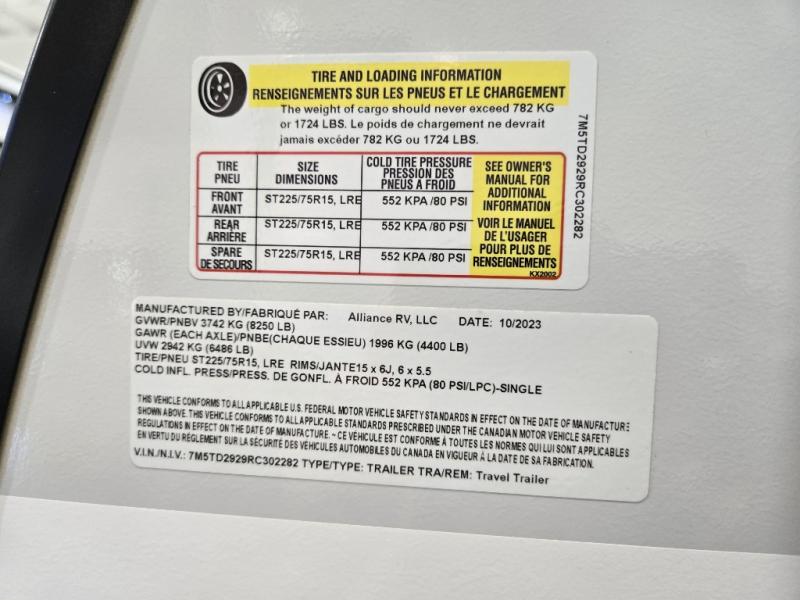 TIRE AND LOADING INFORMATION
RENSEIGNEMENTS SUR LES PNEUS ET LE CHARGEMENT
The weight of cargo should never exceed 782 KG
or 1724 LBS. Le poids de chargement ne devrait
jamais excéder 782 KG ou 1724 LBS.
TIRE PNEU SIZE DIMENSIONS COLD TIRE PRESSURE PRESSION DES PNEUS A FROID
FRONT AVANT ST225/75R15, LRE 552 KPA /80 PSI
REAR ARRIÈRE ST225/75R15, LRE 552 KPA /80 PSI
SPARE DE SECOURS ST225/75R15, LRE 552 KPA /80 PSI
SEE OWNER'S
MANUAL FOR
ADDITIONAL
INFORMATION
VOIR LE MANUEL
DE L'USAGER
POUR PLUS DE
RENSEIGNEMENTS
KX2002
7M5TD2929RC302282
MANUFACTURED BY/FABRIQUÉ PAR: Alliance RV, LLC DATE: 10/2023
GVWR/PNBV 3742 KG (8250 LB)
GAWR (EACH AXLE)/PNBE(CHAQUE ESSIEU) 1996 KG (4400 LB)
UVW 2942 KG (6486 LB)
TIRE/PNEU ST225/75R15, LRE RIMS/JANTE15 x 6J, 6 x 5.5
COLD INFL. PRESS/PRESS. DE GONFL. À FROID 552 KPA (80 PSI/LPC)-SINGLE
THIS VEHICLE CONFORMS TO ALL APPLICABLE U.S. FEDERAL MOTOR VEHICLE SAFETY STANDARDS IN EFFECT ON THE DATE OF MANUFACTURE
SHOWN ABOVE. THIS VEHICLE CONFORMS TO ALL APPLICABLE STANDARDS PRESCRIBED UNDER THE CANADIAN MOTOR VEHICLE SAFETY
REGULATIONS IN EFFECT ON THE DATE OF MANUFACTURE. ~ CE VÉHICULE EST CONFORME À TOUTES LES NORMES QUI LUI SONT APPLICABLES
EN VERTU DU RÈGLEMENT SUR LA SÉCURITÉ DES VÉHICULES AUTOMOBILES DU CANADA EN VIGUEUR À LA DATE DE SA FABRICATION.
V.I.N./N.I.V.: 7M5TD2929RC302282 TYPE/TYPE: TRAILER TRA/REM: Travel Trailer